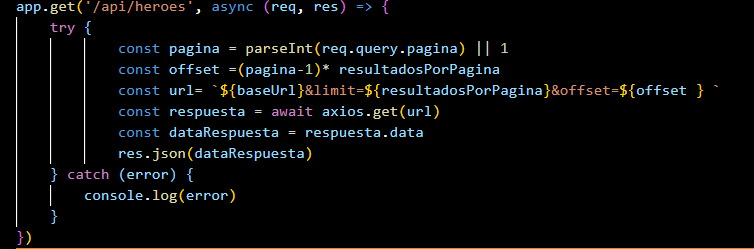 app.get('/api/heroes', async (req, res) => {
    try {
            const pagina = parseInt(req.query.pagina) || 1
            const offset =(pagina-1)* resultadosPorPagina
            const url= `${baseUrl}&limit=${resultadosPorPagina}&offset=${offset } `
            const respuesta = await axios.get(url)
            const dataRespuesta = respuesta.data
            res.json(dataRespuesta)
    } catch (error) {
        console.log(error)
    }
})